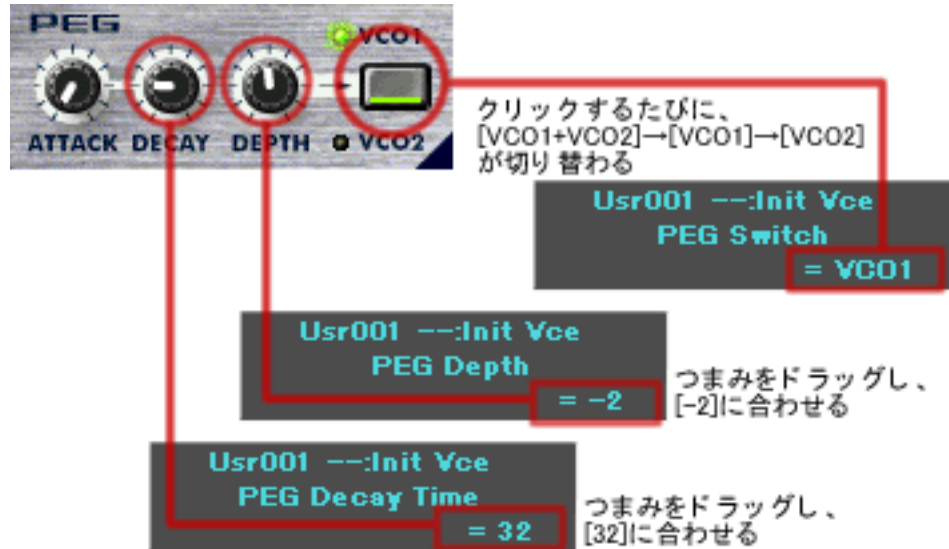 PEG
VCO1
ATTACK DECAY DEPTH VCO2
クリックするたびに、
[VCO1+VCO2]→[VCO1]→[VCO2]
が切り替わる
Usr001 --:Init Vce
PEG Switch
= VCO1
Usr001 --:Init Vce
PEG Depth
= -2
つまみをドラッグし、
[-2]に合わせる
Usr001 --:Init Vce
PEG Decay Time
= 32
つまみをドラッグし、
[32]に合わせる